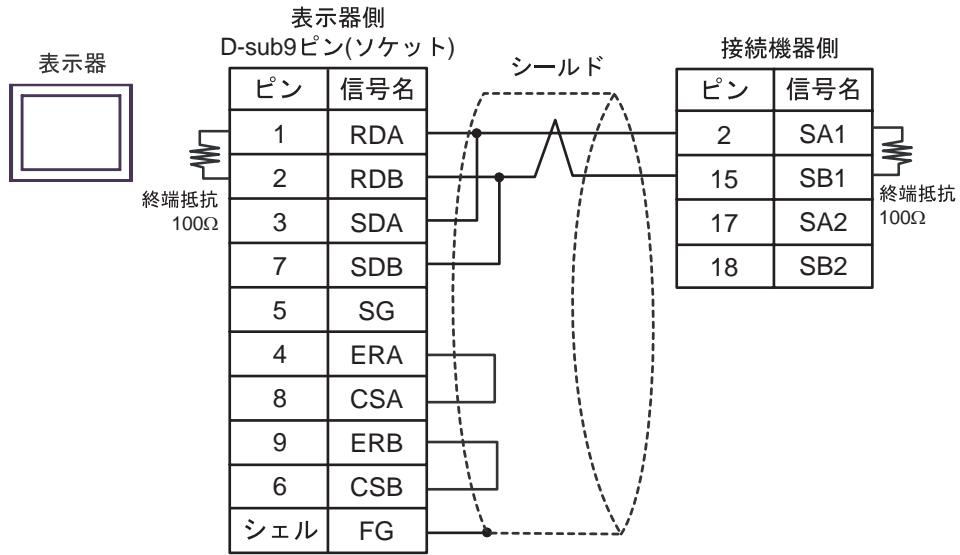 表示器
表示器側
D-sub9ピン(ソケット)
ピン 信号名
1 RDA
2 RDB
3 SDA
7 SDB
5 SG
4 ERA
8 CSA
9 ERB
6 CSB
シェル FG
終端抵抗
100Ω
シールド
接続機器側
ピン 信号名
2 SA1
15 SB1
17 SA2
18 SB2
終端抵抗
100Ω